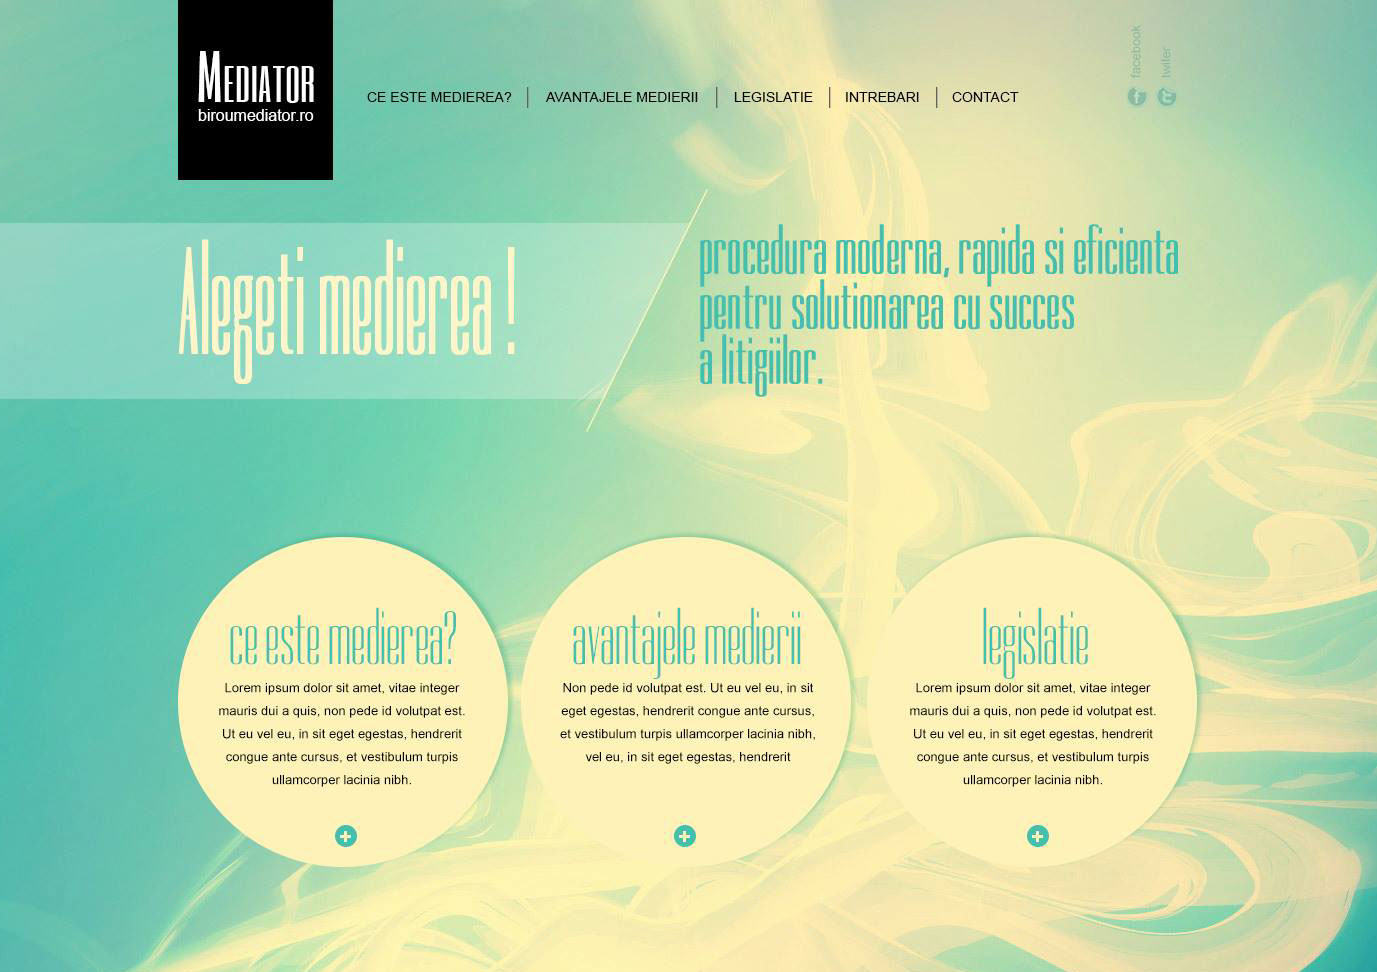 MEDIATOR
biroumediator.ro
CE ESTE MEDIEREA?
AVANTAJELE MEDIERII
LEGISLATIE
INTREBARI
CONTACT
facebook
twiter
Alegeti medierea !
procedura moderna, rapida si eficienta
pentru solutionarea cu succes
a litigiilor.
ce este medierea?
Lorem ipsum dolor sit amet, vitae integer
mauris dui a quis, non pede id volutpat est.
Ut eu vel eu, in sit eget egestas, hendrerit
congue ante cursus, et vestibulum turpis
ullamcorper lacinia nibh.
avantajele medierii
Non pede id volutpat est. Ut eu vel eu, in sit
eget egestas, hendrerit congue ante cursus,
et vestibulum turpis ullamcorper lacinia nibh,
vel eu, in sit eget egestas, hendrerit
legislatie
Lorem ipsum dolor sit amet, vitae integer
mauris dui a quis, non pede id volutpat est.
Ut eu vel eu, in sit eget egestas, hendrerit
congue ante cursus, et vestibulum turpis
ullamcorper lacinia nibh.